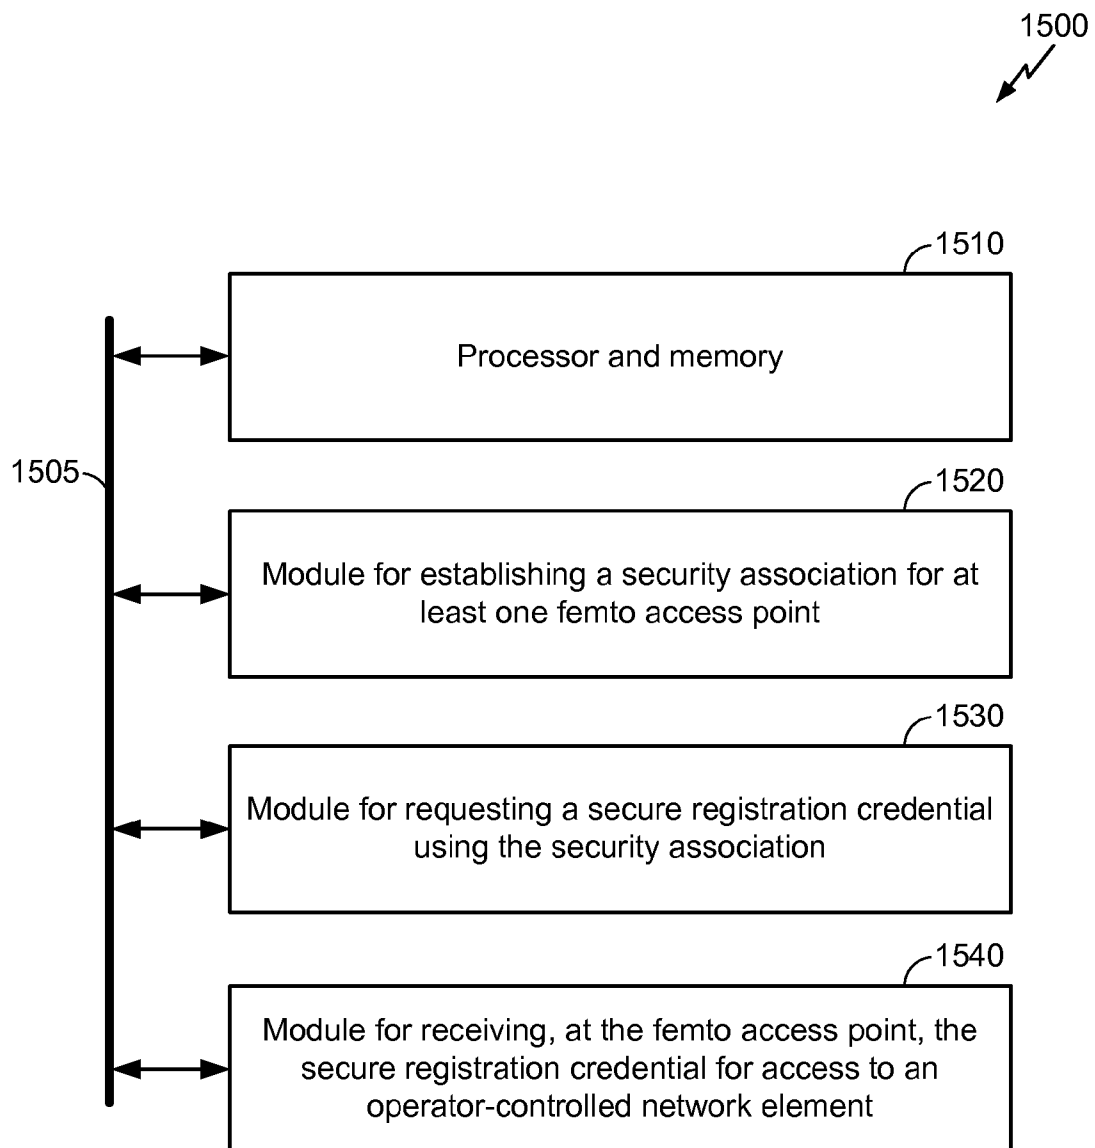 1500
1510
Processor and memory
1505
1520
Module for establishing a security association for at
least one femto access point
1530
Module for requesting a secure registration credential
using the security association
1540
Module for receiving, at the femto access point, the
secure registration credential for access to an
operator-controlled network element